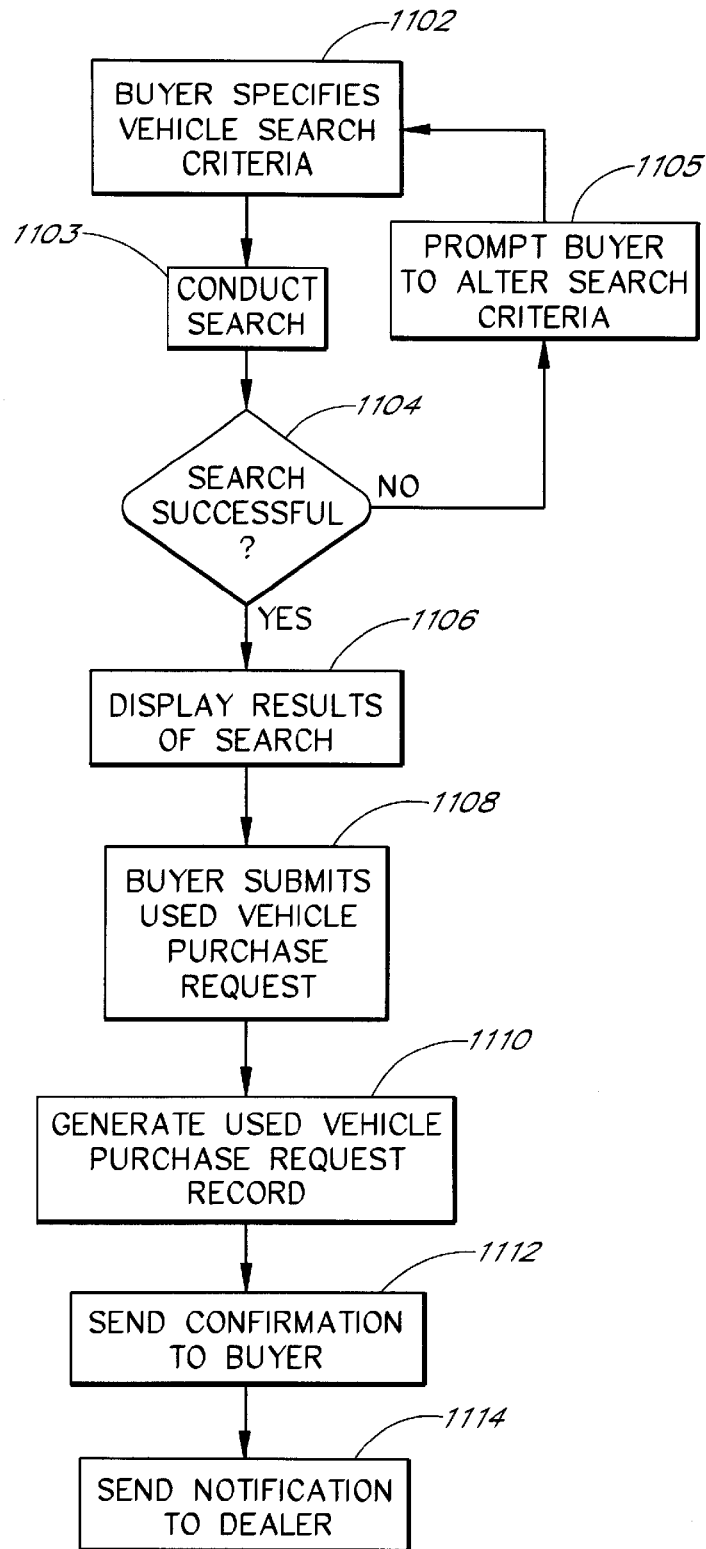 1102
BUYER SPECIFIES
VEHICLE SEARCH
CRITERIA
1105
PROMPT BUYER
TO ALTER SEARCH
CRITERIA
1103
CONDUCT
SEARCH
1104
SEARCH
SUCCESSFUL
?
NO
YES
1106
DISPLAY RESULTS
OF SEARCH
1108
BUYER SUBMITS
USED VEHICLE
PURCHASE
REQUEST
1110
GENERATE USED VEHICLE
PURCHASE REQUEST
RECORD
1112
SEND CONFIRMATION
TO BUYER
1114
SEND NOTIFICATION
TO DEALER